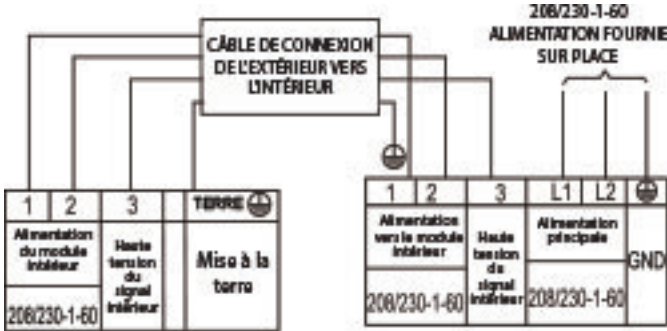 208/230-1-60
ALIMENTATION FOURNIE
SUR PLACE
CÂBLE DE CONNEXION
DE L'EXTÉRIEUR VERS
L'INTÉRIEUR
1 2 3 TERRE
Alimentation
du module
intérieur
208/230-1-60
Haute
tension
du
signal
intérieur
Mise à la
terre
1 2 3 L1 L2
Alimentation
vers le module
intérieur
208/230-1-60
Haute
tension
du
signal
intérieur
Alimentation
principale
208/230-1-60
GND